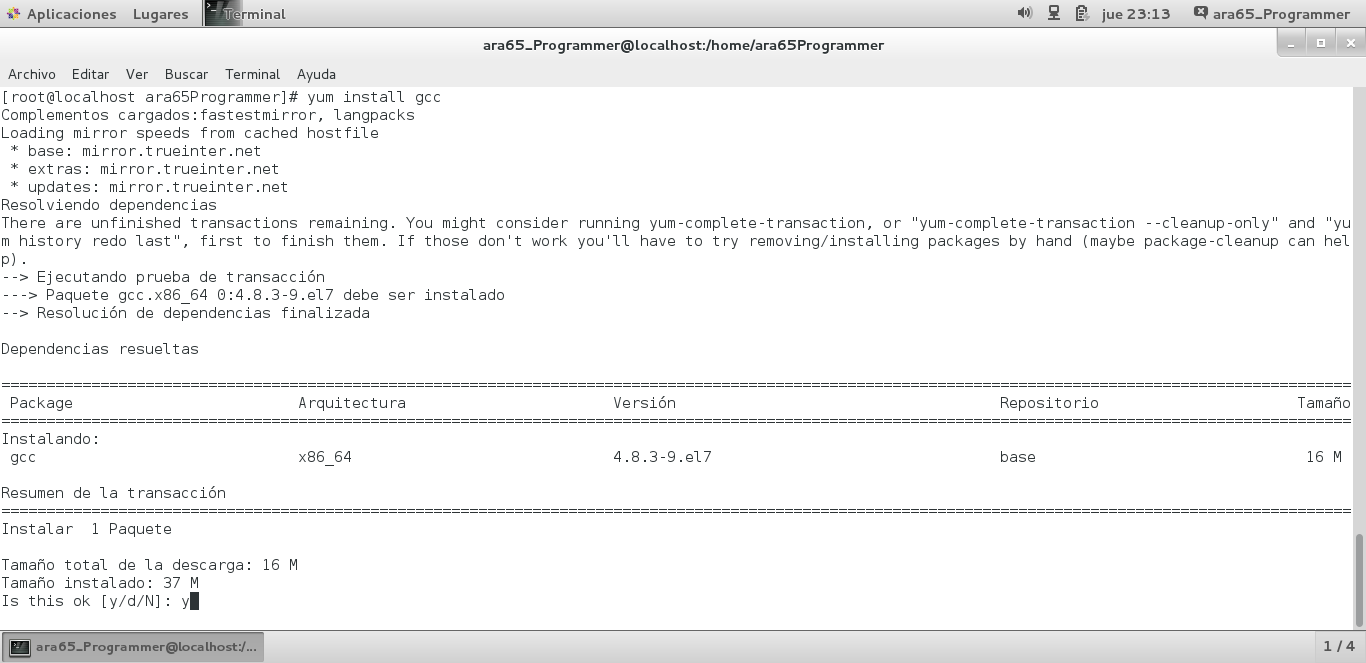 Aplicaciones Lugares Terminal jue 23:13 ara65_Programmer
ara65_Programmer@localhost:/home/ara65Programmer
Archivo Editar Ver Buscar Terminal Ayuda
[root@localhost ara65Programmer]# yum install gcc
Complementos cargados:fastestmirror, langpacks
Loading mirror speeds from cached hostfile
 * base: mirror.trueinter.net
 * extras: mirror.trueinter.net
 * updates: mirror.trueinter.net
Resolviendo dependencias
There are unfinished transactions remaining. You might consider running yum-complete-transaction, or "yum-complete-transaction --cleanup-only" and "yu
m history redo last", first to finish them. If those don't work you'll have to try removing/installing packages by hand (maybe package-cleanup can hel
p).
--> Ejecutando prueba de transacción
---> Paquete gcc.x86_64 0:4.8.3-9.el7 debe ser instalado
--> Resolución de dependencias finalizada
Dependencias resueltas
================================================================================
Package Arquitectura Versión Repositorio Tamaño
================================================================================
Instalando:
gcc x86_64 4.8.3-9.el7 base 16 M
Resumen de la transacción
================================================================================
Instalar  1 Paquete
Tamaño total de la descarga: 16 M
Tamaño instalado: 37 M
Is this ok [y/d/N]: y
ara65_Programmer@localhost:/... 1 / 4